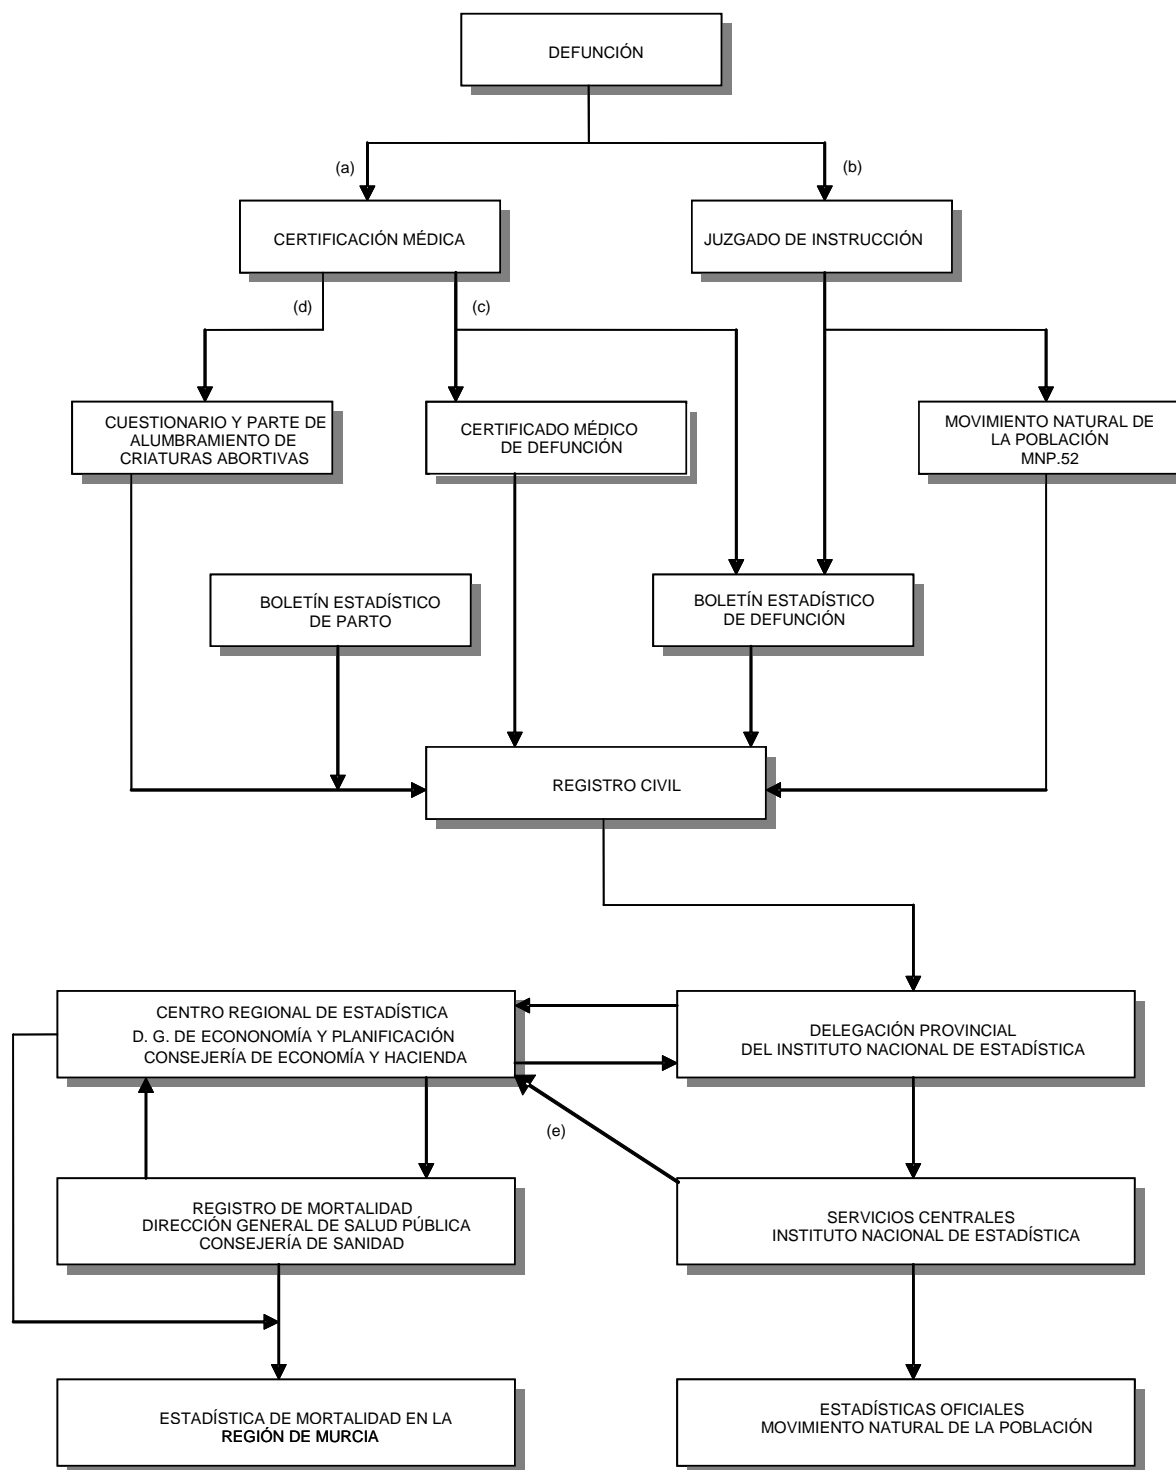 DEFUNCIÓN
(a)
(b)
CERTIFICACIÓN MÉDICA
JUZGADO DE INSTRUCCIÓN
(d)
(c)
CUESTIONARIO Y PARTE DE
ALUMBRAMIENTO DE
CRIATURAS ABORTIVAS
CERTIFICADO MÉDICO
DE DEFUNCIÓN
MOVIMIENTO NATURAL DE
LA POBLACIÓN
MNP.52
BOLETÍN ESTADÍSTICO
DE PARTO
BOLETÍN ESTADÍSTICO
DE DEFUNCIÓN
REGISTRO CIVIL
CENTRO REGIONAL DE ESTADÍSTICA
D. G. DE ECONONOMÍA Y PLANIFICACIÓN
CONSEJERÍA DE ECONOMÍA Y HACIENDA
DELEGACIÓN PROVINCIAL
DEL INSTITUTO NACIONAL DE ESTADÍSTICA
(e)
REGISTRO DE MORTALIDAD
DIRECCIÓN GENERAL DE SALUD PÚBLICA
CONSEJERÍA DE SANIDAD
SERVICIOS CENTRALES
INSTITUTO NACIONAL DE ESTADÍSTICA
ESTADÍSTICA DE MORTALIDAD EN LA
REGIÓN DE MURCIA
ESTADÍSTICAS OFICIALES
MOVIMIENTO NATURAL DE LA POBLACIÓN